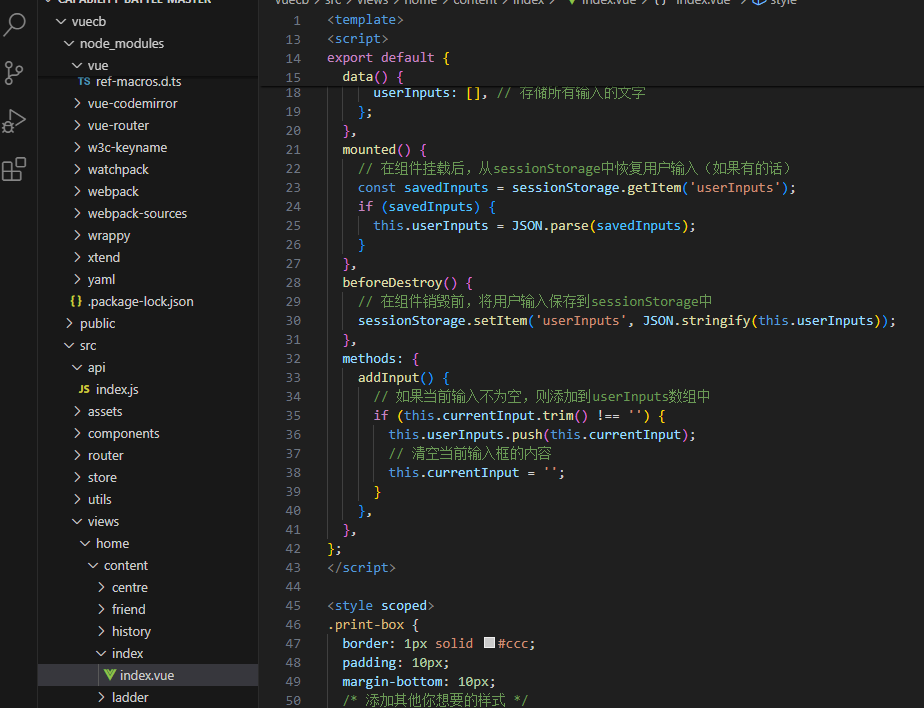 CAPABILITY BATTLE MASTER
vuecb
node_modules
vue
TS ref-macros.d.ts
vue-codemirror
vue-router
w3c-keyname
watchpack
webpack
webpack-sources
wrappy
xtend
yaml
{} .package-lock.json
public
src
api
JS index.js
assets
components
router
store
utils
views
home
content
centre
friend
history
index
index.vue
ladder
vuecb > src > views > home > content > index > index.vue > {} index.vue > style
1 <template>
13 <script>
14 export default {
15 data() {
18 userInputs: [], // 存储所有输入的文字
19 };
20 },
21 mounted() {
22 // 在组件挂载后，从sessionStorage中恢复用户输入（如果有的话）
23 const savedInputs = sessionStorage.getItem('userInputs');
24 if (savedInputs) {
25 this.userInputs = JSON.parse(savedInputs);
26 }
27 },
28 beforeDestroy() {
29 // 在组件销毁前，将用户输入保存到sessionStorage中
30 sessionStorage.setItem('userInputs', JSON.stringify(this.userInputs));
31 },
32 methods: {
33 addInput() {
34 // 如果当前输入不为空，则添加到userInputs数组中
35 if (this.currentInput.trim() !== '') {
36 this.userInputs.push(this.currentInput);
37 // 清空当前输入框的内容
38 this.currentInput = '';
39 }
40 },
41 },
42 };
43 </script>
44
45 <style scoped>
46 .print-box {
47 border: 1px solid #ccc;
48 padding: 10px;
49 margin-bottom: 10px;
50 /* 添加其他你想要的样式 */